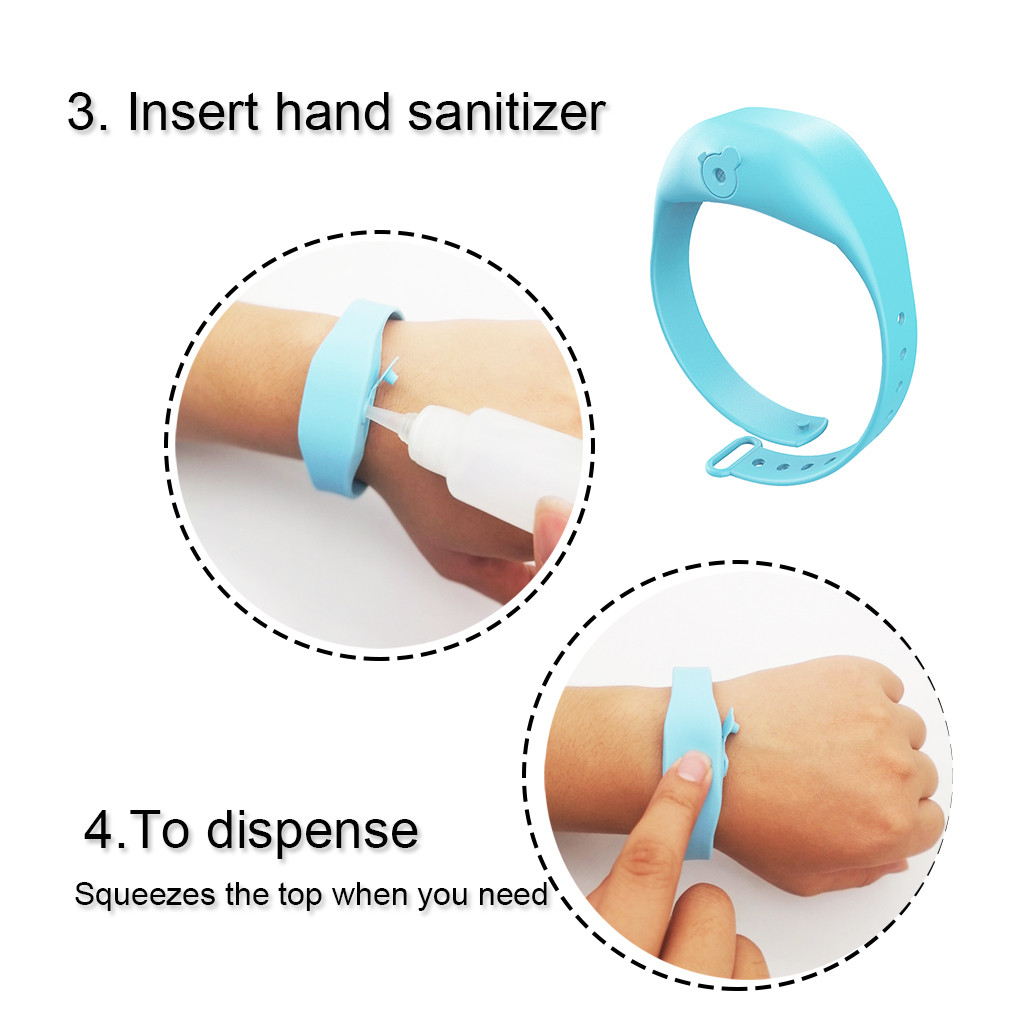 3. Insert hand sanitizer
4.To dispense
Squeezes the top when you need